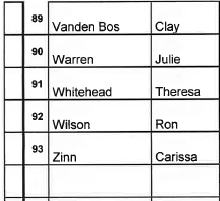 89 Vanden Bos Clay
90 Warren Julie
91 Whitehead Theresa
92 Wilson Ron
93 Zinn Carissa